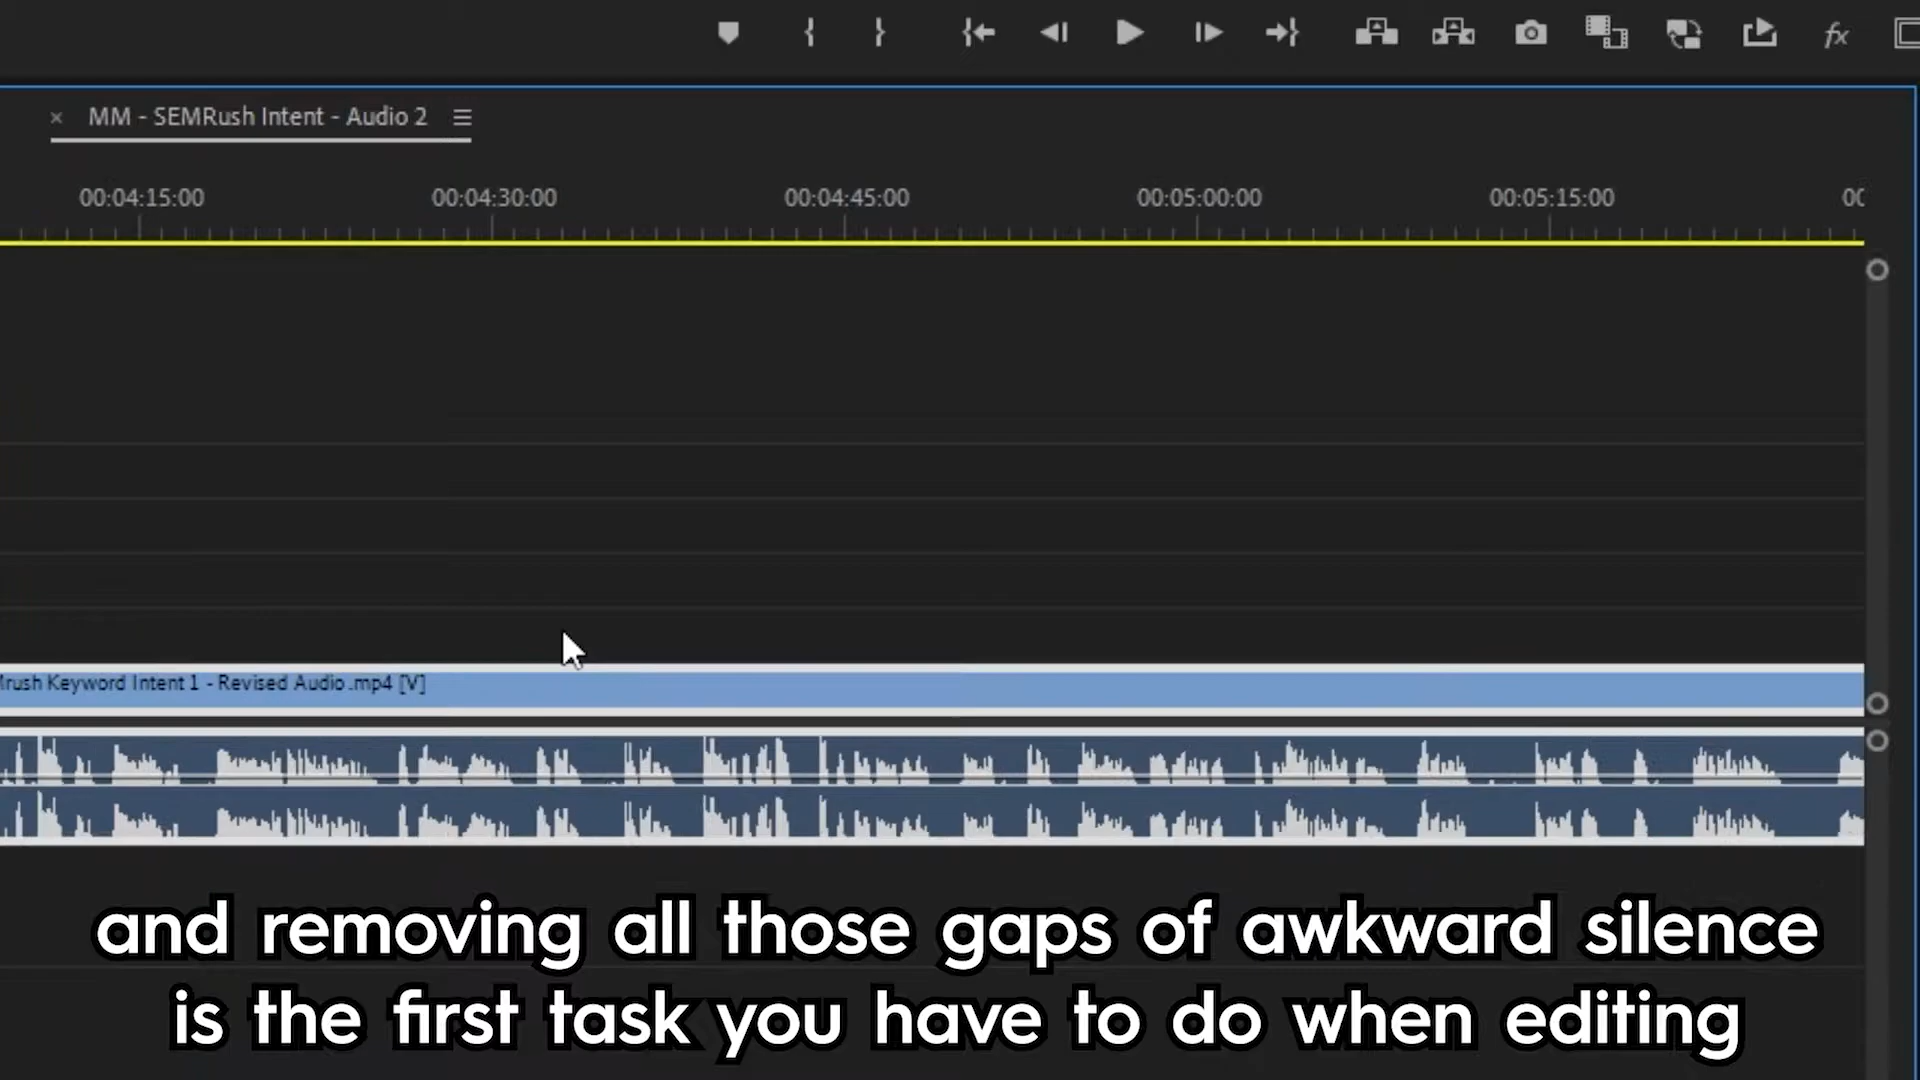 fx
MM - SEMRush Intent - Audio 2
00:04:15:00 00:04:30:00 00:04:45:00 00:05:00:00 00:05:15:00 00
rush Keyword Intent 1 - Revised Audio.mp4 [V]
and removing all those gaps of awkward silence
is the first task you have to do when editing